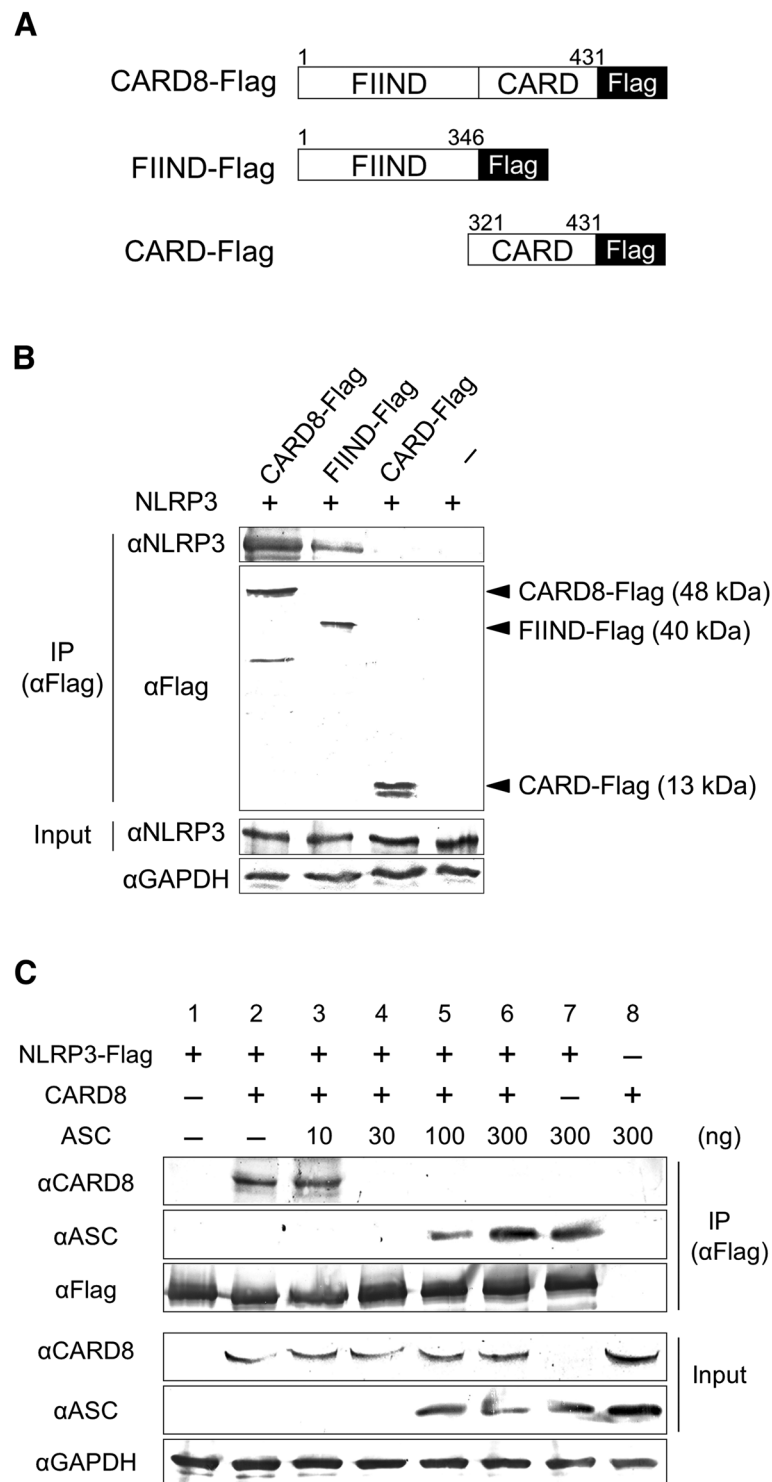 A
1 431
CARD8-Flag FIIND CARD Flag
1 346
FIIND-Flag FIIND Flag
321 431
CARD-Flag CARD Flag
B
CARD8-Flag FIIND-Flag CARD-Flag –
NLRP3 + + + +
αNLRP3
CARD8-Flag (48 kDa)
FIIND-Flag (40 kDa)
IP
(αFlag)
αFlag
CARD-Flag (13 kDa)
Input αNLRP3
αGAPDH
C
1 2 3 4 5 6 7 8
NLRP3-Flag + + + + + + + –
CARD8 – + + + + + – +
ASC – – 10 30 100 300 300 300 (ng)
αCARD8
αASC
IP
(αFlag)
αFlag
αCARD8
Input
αASC
αGAPDH